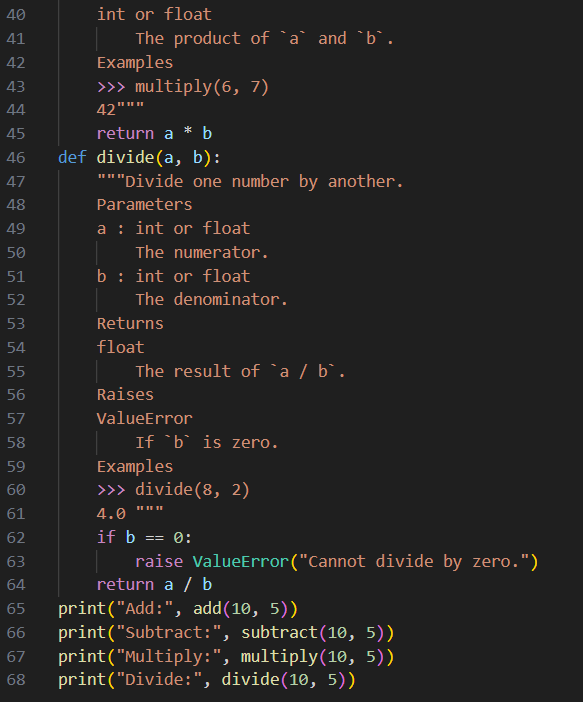 40 int or float
41 The product of `a` and `b`.
42 Examples
43 >>> multiply(6, 7)
44 42"""
45 return a * b
46 def divide(a, b):
47 """Divide one number by another.
48 Parameters
49 a : int or float
50 The numerator.
51 b : int or float
52 The denominator.
53 Returns
54 float
55 The result of `a / b`.
56 Raises
57 ValueError
58 If `b` is zero.
59 Examples
60 >>> divide(8, 2)
61 4.0 """
62 if b == 0:
63 raise ValueError("Cannot divide by zero.")
64 return a / b
65 print("Add:", add(10, 5))
66 print("Subtract:", subtract(10, 5))
67 print("Multiply:", multiply(10, 5))
68 print("Divide:", divide(10, 5))